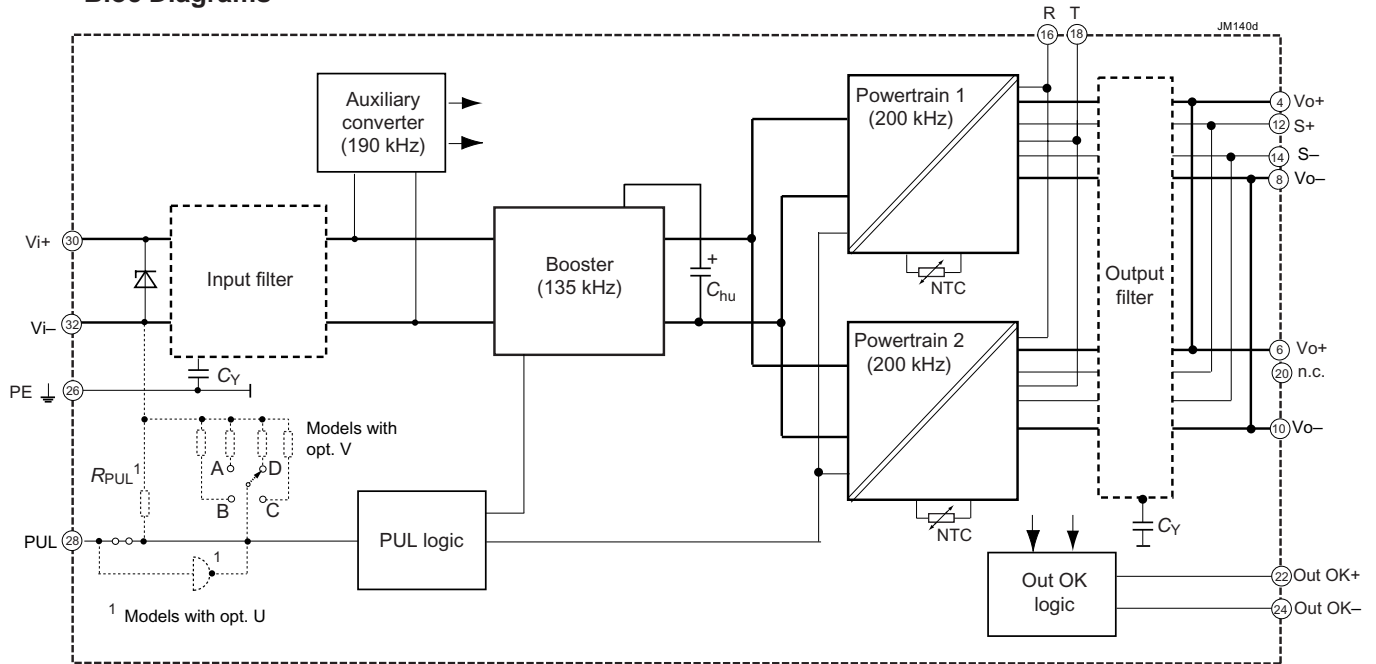 Bloc Diagrams
R T
16 18
JM140d
Auxiliary
converter
(190 kHz)
Powertrain 1
(200 kHz)
4 Vo+
12 S+
14 S–
8 Vo–
Vi+ 30
Input filter
Booster
(135 kHz)
+
Chu
NTC
Output
filter
Vi– 32
Powertrain 2
(200 kHz)
6 Vo+
20 n.c.
10 Vo–
CY
PE 26
Models with
opt. V
A D
RPUL1
B C
PUL 28
PUL logic
NTC
CY
1
Out OK
logic
22 Out OK+
24 Out OK–
1 Models with opt. U